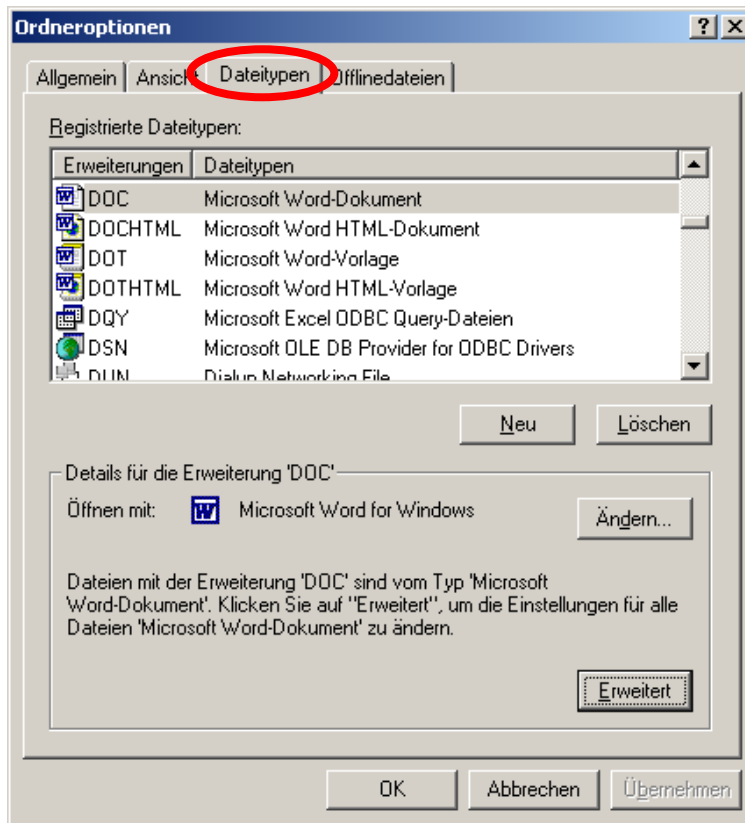 Ordneroptionen
Allgemein Ansicht Dateitypen Offlinedateien
Registrierte Dateitypen:
Erweiterungen Dateitypen
DOC Microsoft Word-Dokument
DOCHTML Microsoft Word HTML-Dokument
DOT Microsoft Word-Vorlage
DOTHTML Microsoft Word HTML-Vorlage
DQY Microsoft Excel ODBC Query-Dateien
DSN Microsoft OLE DB Provider for ODBC Drivers
DUN Dialup Networking File
Neu Löschen
Details für die Erweiterung 'DOC'
Öffnen mit: Microsoft Word for Windows Ändern...
Dateien mit der Erweiterung 'DOC' sind vom Typ 'Microsoft
Word-Dokument'. Klicken Sie auf "Erweitert", um die Einstellungen für alle
Dateien 'Microsoft Word-Dokument' zu ändern.
Erweitert
OK Abbrechen Übernehmen